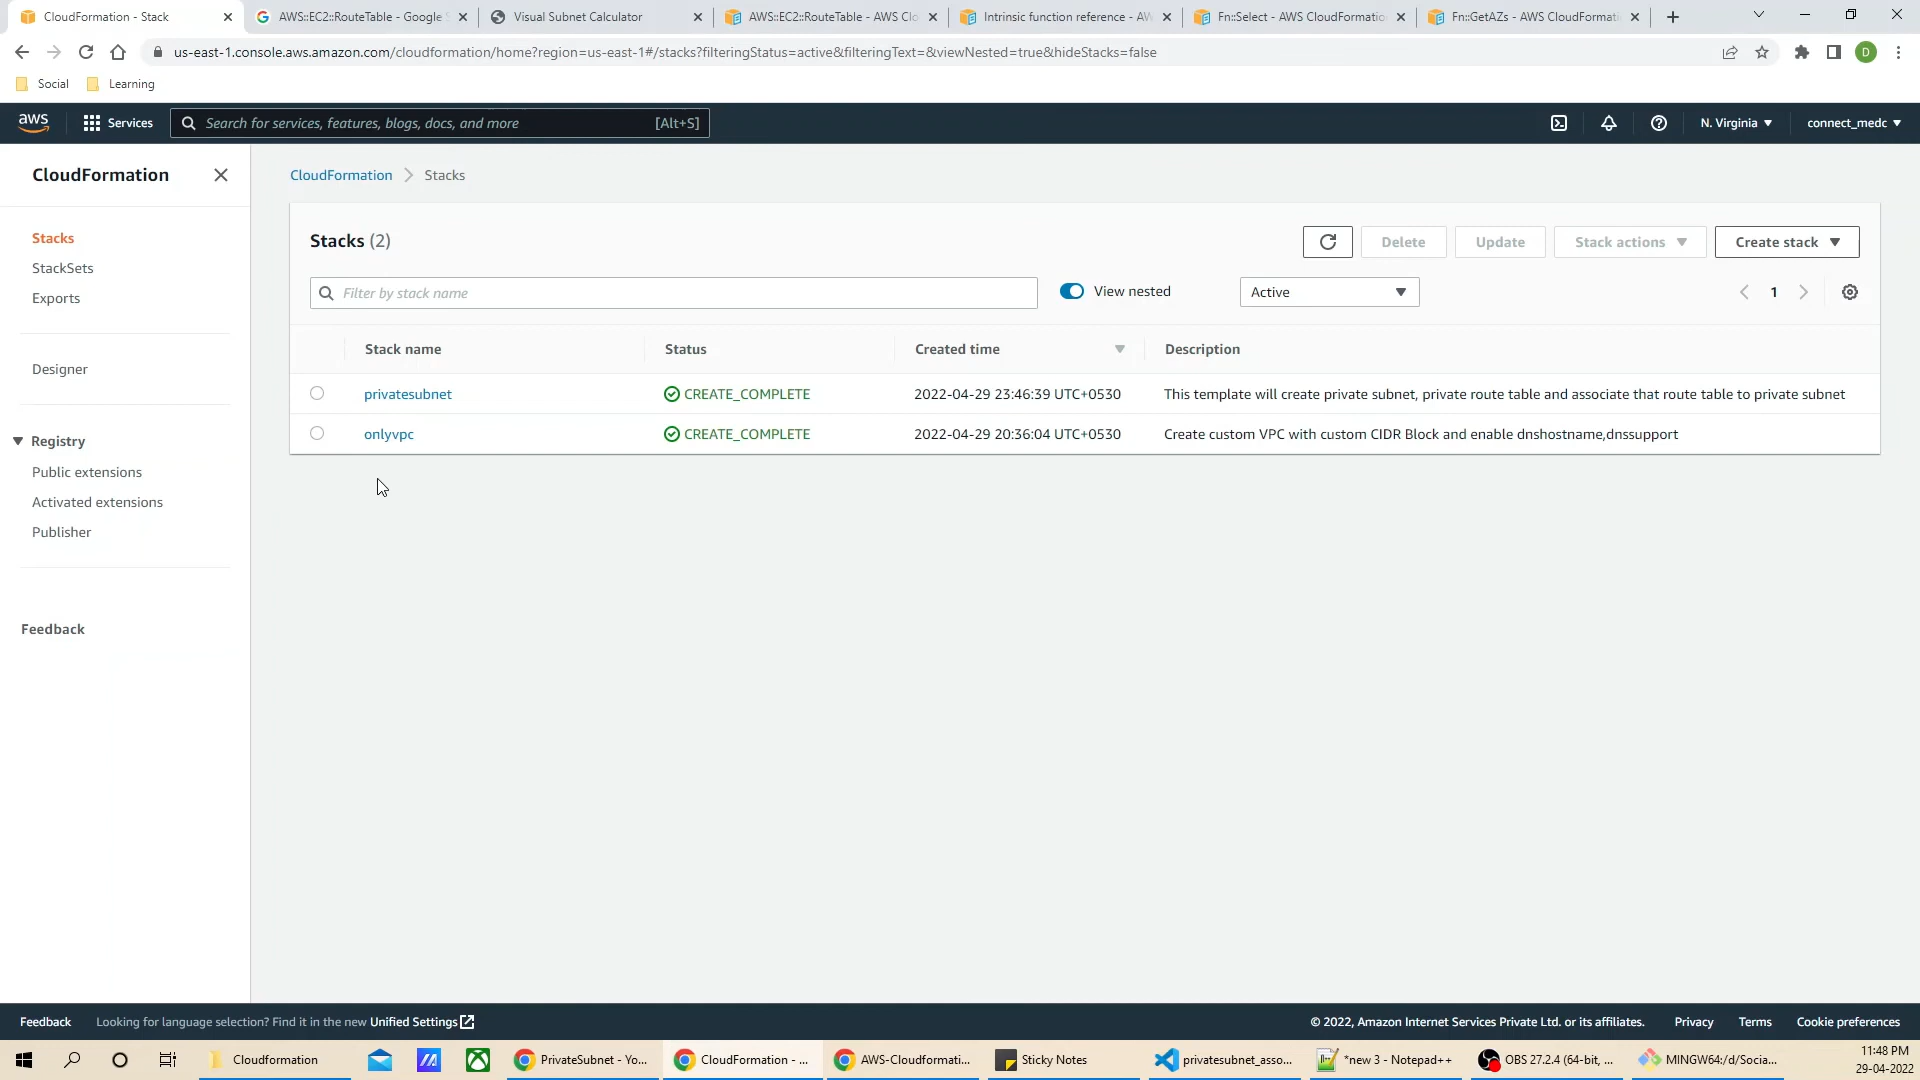 CloudFormation - Stack
AWS::EC2::RouteTable - Google S
Visual Subnet Calculator
AWS::EC2::RouteTable - AWS Clo
Intrinsic function reference - AW
Fn::Select - AWS CloudFormatio
Fn::GetAZs - AWS CloudFormati
us-east-1.console.aws.amazon.com/cloudformation/home?region=us-east-1#/stacks?filteringStatus=active&filteringText=&viewNested=true&hideStacks=false
D
Social
Learning
aws
Services
Search for services, features, blogs, docs, and more
[Alt+S]
N. Virginia
connect_medc
CloudFormation
Stacks
StackSets
Exports
Designer
Registry
Public extensions
Activated extensions
Publisher
Feedback
CloudFormation
Stacks
Stacks (2)
Delete
Update
Stack actions
Create stack
Filter by stack name
View nested
Active
1
Stack name
Status
Created time
Description
privatesubnet
CREATE_COMPLETE
2022-04-29 23:46:39 UTC+0530
This template will create private subnet, private route table and associate that route table to private subnet
onlyvpc
CREATE_COMPLETE
2022-04-29 20:36:04 UTC+0530
Create custom VPC with custom CIDR Block and enable dnshostname,dnssupport
Feedback
Looking for language selection? Find it in the new Unified Settings
© 2022, Amazon Internet Services Private Ltd. or its affiliates.
Privacy
Terms
Cookie preferences
Cloudformation
PrivateSubnet - Yo...
CloudFormation - ...
AWS-Cloudformati...
Sticky Notes
privatesubnet_asso...
*new 3 - Notepad++
OBS 27.2.4 (64-bit, ...
MINGW64:/d/Socia...
11:48 PM
29-04-2022